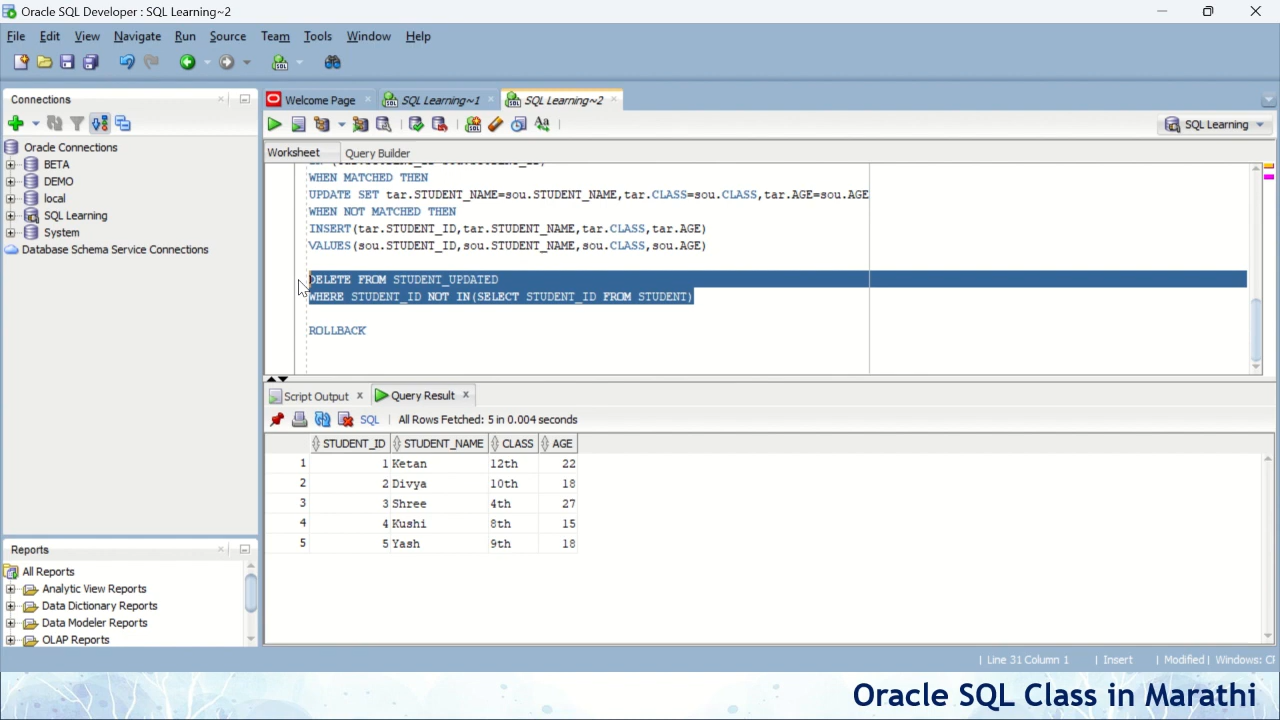 Oracle SQL Developer : SQL Learning~2
File Edit View Navigate Run Source Team Tools Window Help
Connections
Welcome Page
SQL Learning~1
SQL Learning~2
SQL Learning
Oracle Connections
BETA
DEMO
local
SQL Learning
System
Database Schema Service Connections
Worksheet Query Builder
WHEN MATCHED THEN
UPDATE SET tar.STUDENT_NAME=sou.STUDENT_NAME,tar.CLASS=sou.CLASS,tar.AGE=sou.AGE
WHEN NOT MATCHED THEN
INSERT(tar.STUDENT_ID,tar.STUDENT_NAME,tar.CLASS,tar.AGE)
VALUES(sou.STUDENT_ID,sou.STUDENT_NAME,sou.CLASS,sou.AGE)
DELETE FROM STUDENT_UPDATED
WHERE STUDENT_ID NOT IN(SELECT STUDENT_ID FROM STUDENT)
ROLLBACK
Script Output
Query Result
SQL | All Rows Fetched: 5 in 0.004 seconds
STUDENT_ID STUDENT_NAME CLASS AGE
1 1 Ketan 12th 22
2 2 Divya 10th 18
3 3 Shree 4th 27
4 4 Kushi 8th 15
5 5 Yash 9th 18
Reports
All Reports
Analytic View Reports
Data Dictionary Reports
Data Modeler Reports
OLAP Reports
| Line 31 Column 1 | Insert | Modified | Windows:
Oracle SQL Class in Marathi